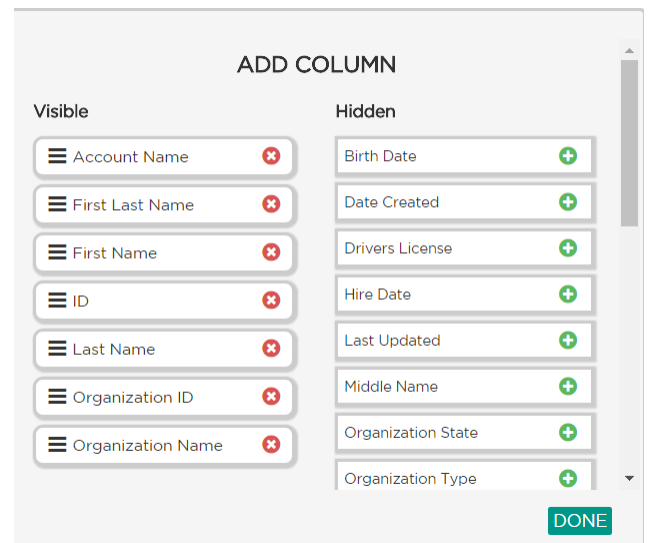 ADD COLUMN
Visible
Account Name
First Last Name
First Name
ID
Last Name
Organization ID
Organization Name
Hidden
Birth Date
Date Created
Drivers License
Hire Date
Last Updated
Middle Name
Organization State
Organization Type
DONE